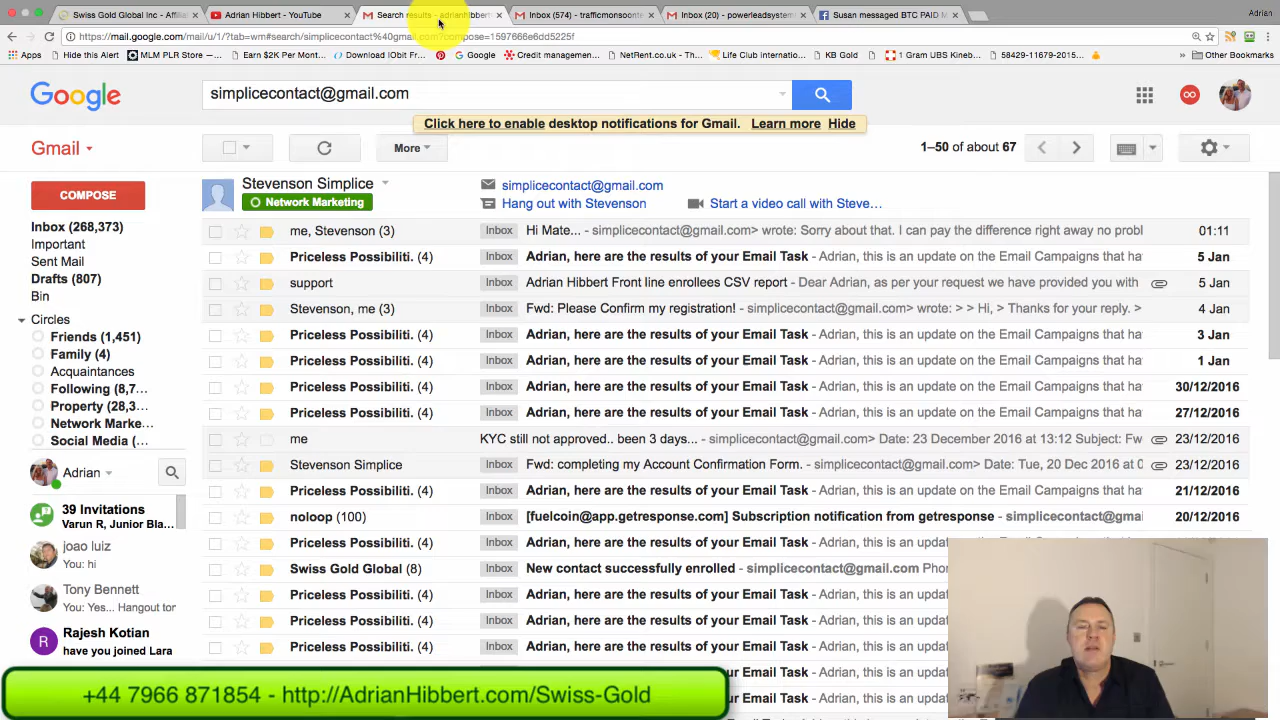 Swiss Gold Global Inc - Affilia
Adrian Hibbert - YouTube
Search results - adrianhibbert
Inbox (574) - trafficmonsoon
Inbox (20) - powerleadsystem
Susan messaged BTC PAID M
Adrian
https://mail.google.com/mail/u/1/?tab=wm#search/simplicecontact%40gmail.com?compose=1597666e6dd5225f
Apps
Hide this Alert
MLM PLR Store –...
Earn $2K Per Mont...
Download IObit Fr...
Google
Credit managemen...
NetRent.co.uk - Th...
Life Club Internatio...
KB Gold
1 Gram UBS Kineb...
58429-11679-2015...
Other Bookmarks
Google
simplicecontact@gmail.com
Click here to enable desktop notifications for Gmail. Learn more Hide
Gmail
More
1–50 of about 67
COMPOSE
Inbox (268,373)
Important
Sent Mail
Drafts (807)
Bin
Circles
Friends (1,451)
Family (4)
Acquaintances
Following (8,7...
Property (28,3...
Network Marke...
Social Media (...
Adrian
39 Invitations
Varun R, Junior Bla...
joao luiz
You: hi
Tony Bennett
You: Yes... Hangout tor
Rajesh Kotian
have you joined Lara
Stevenson Simplice
Network Marketing
simplicecontact@gmail.com
Hang out with Stevenson
Start a video call with Steve...
me, Stevenson (3) Inbox Hi Mate... - simplicecontact@gmail.com> wrote: Sorry about that. I can pay the difference right away no probl 01:11
Priceless Possibiliti. (4) Inbox Adrian, here are the results of your Email Task - Adrian, this is an update on the Email Campaigns that ha 5 Jan
support Inbox Adrian Hibbert Front line enrollees CSV report - Dear Adrian, as per your request we have provided you with 5 Jan
Stevenson, me (3) Inbox Fwd: Please Confirm my registration! - simplicecontact@gmail.com> wrote: > > Hi, > Thanks for your reply. > 4 Jan
Priceless Possibiliti. (4) Inbox Adrian, here are the results of your Email Task - Adrian, this is an update on the Email Campaigns that ha 3 Jan
Priceless Possibiliti. (4) Inbox Adrian, here are the results of your Email Task - Adrian, this is an update on the Email Campaigns that ha 1 Jan
Priceless Possibiliti. (4) Inbox Adrian, here are the results of your Email Task - Adrian, this is an update on the Email Campaigns that ha 30/12/2016
Priceless Possibiliti. (4) Inbox Adrian, here are the results of your Email Task - Adrian, this is an update on the Email Campaigns that ha 27/12/2016
me KYC still not approved.. been 3 days... - simplicecontact@gmail.com> Date: 23 December 2016 at 13:12 Subject: Fw 23/12/2016
Stevenson Simplice Inbox Fwd: completing my Account Confirmation Form. - simplicecontact@gmail.com> Date: Tue, 20 Dec 2016 at 0 23/12/2016
Priceless Possibiliti. (4) Inbox Adrian, here are the results of your Email Task - Adrian, this is an update on the Email Campaigns that ha 21/12/2016
noloop (100) Inbox [fuelcoin@app.getresponse.com] Subscription notification from getresponse - simplicecontact@gma 20/12/2016
Priceless Possibiliti. (4) Inbox Adrian, here are the results of your Email Task - Adrian, this is
Swiss Gold Global (8) Inbox New contact successfully enrolled - simplicecontact@gmail.com Phon
Priceless Possibiliti. (4) Inbox Adrian, here are the results of your Email Task - Adrian, this is
Priceless Possibiliti. (4) Inbox Adrian, here are the results of your Email Task - Adrian, this is
Priceless Possibiliti. (4) Inbox Adrian, here are the results of your Email Task - Adrian, this is
Email Task - Adrian, this is
Email Task - Adrian, this is
+44 7966 871854 - http://AdrianHibbert.com/Swiss-Gold